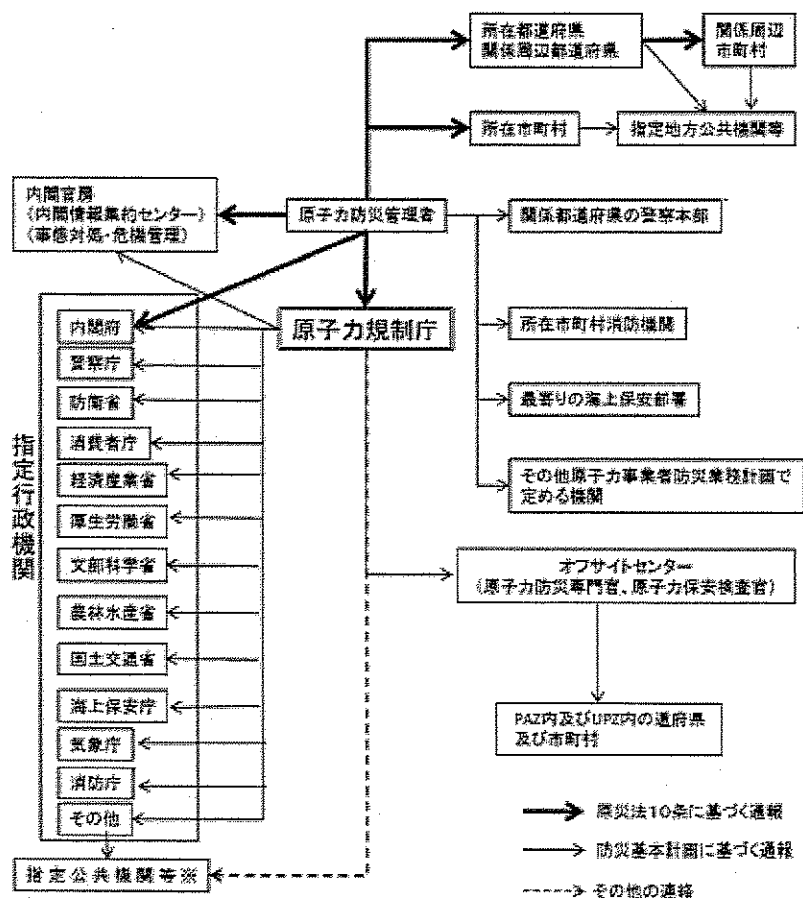 所在都道府県
関係周辺都道府県
関係周辺
市町村
所在市町村
指定地方公共機関等
内閣官房
(内閣情報集約センター)
(事態対処・危機管理)
原子力防災管理者
関係都道府県の警察本部
内閣府
原子力規制庁
所在市町村消防機関
警察庁
防衛省
最寄りの海上保安部署
指定行政機関
消費者庁
経済産業省
その他原子力事業者防災業務計画で
定める機関
厚生労働省
文部科学省
オフサイトセンター
(原子力防災専門官、原子力保安検査官)
農林水産省
国土交通省
海上保安庁
PAZ内及びUPZ内の道府県
及び市町村
気象庁
消防庁
その他
原災法10条に基づく通報
防災基本計画に基づく通報
指定公共機関等※
その他の連絡